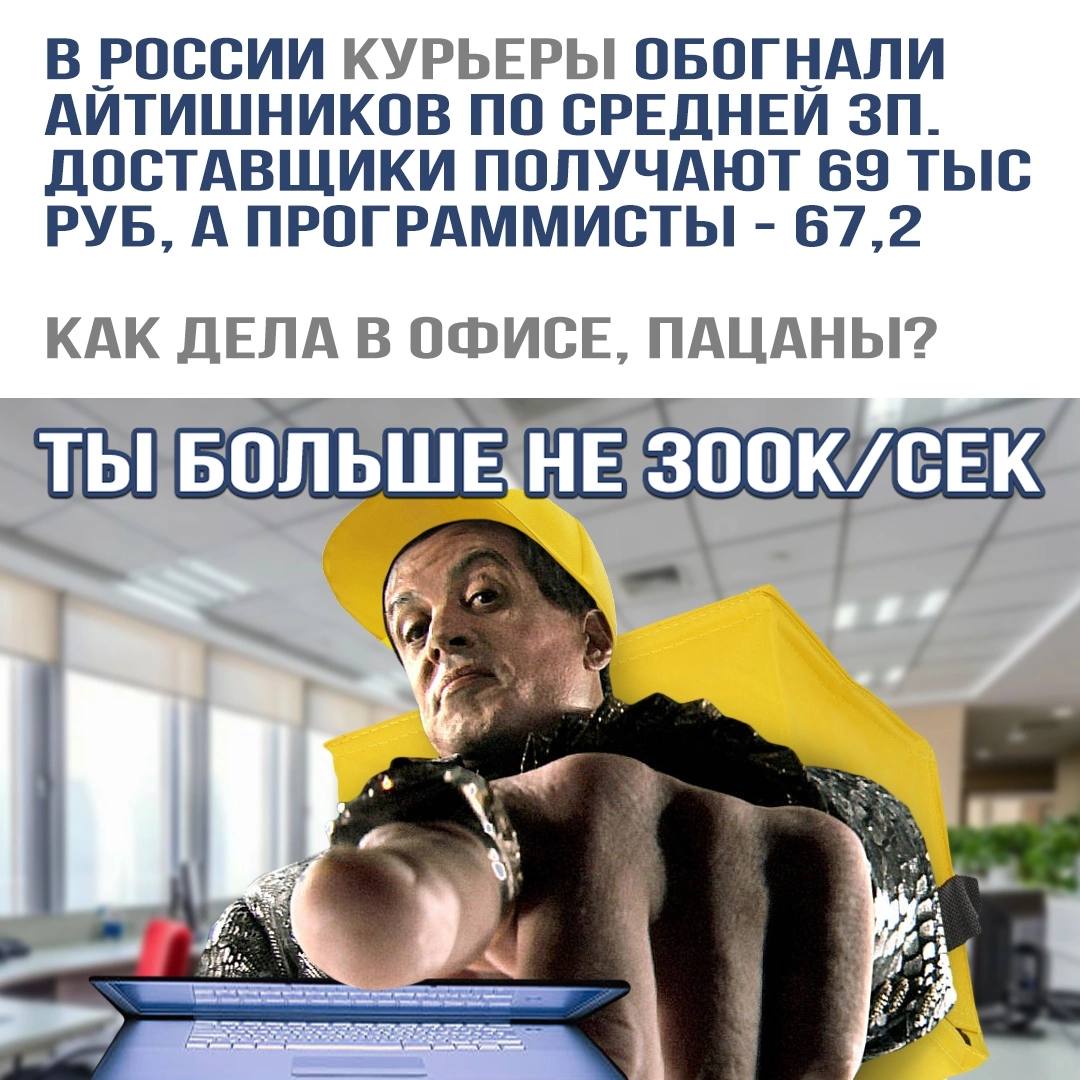 В РОССИИ КУРЬЕРЫ ОБОГНАЛИ
АЙТИШНИКОВ ПО СРЕДНЕЙ ЗП.
ДОСТАВЩИКИ ПОЛУЧАЮТ 69 ТЫС
РУБ, А ПРОГРАММИСТЫ - 67,2
КАК ДЕЛА В ОФИСЕ, ПАЦАНЫ?
ТЫ БОЛЬШЕ НЕ 300К/СЕК